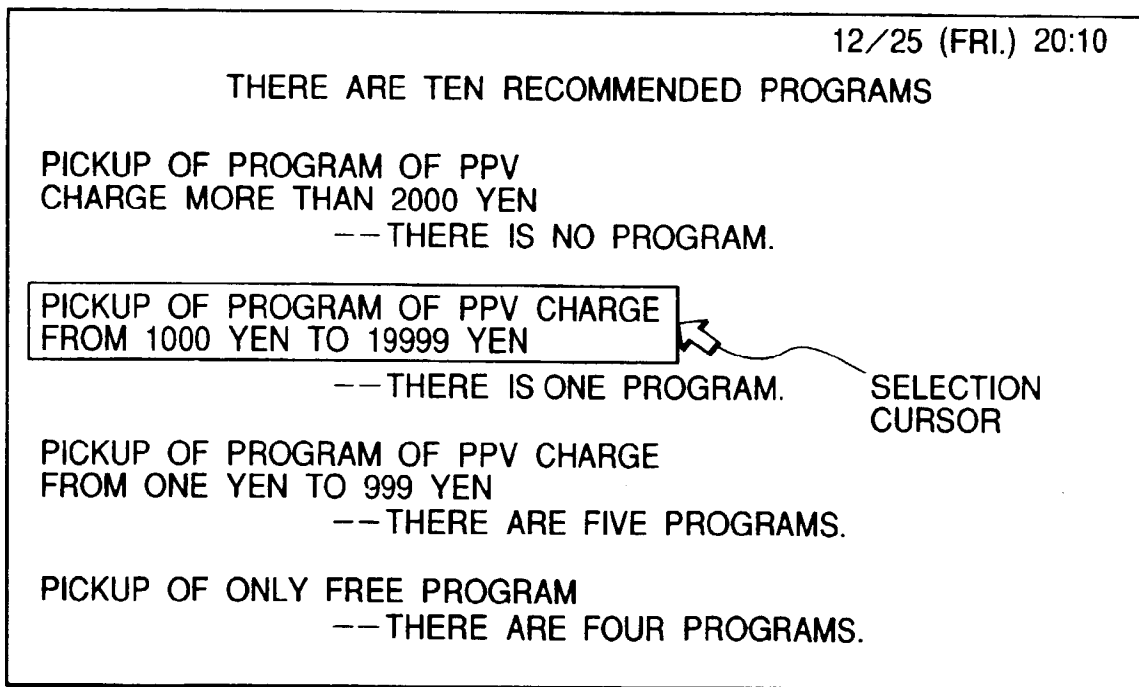 12/25 (FRI.) 20:10
THERE ARE TEN RECOMMENDED PROGRAMS
PICKUP OF PROGRAM OF PPV
CHARGE MORE THAN 2000 YEN
--THERE IS NO PROGRAM.
PICKUP OF PROGRAM OF PPV CHARGE
FROM 1000 YEN TO 19999 YEN
--THERE IS ONE PROGRAM.
SELECTION
CURSOR
PICKUP OF PROGRAM OF PPV CHARGE
FROM ONE YEN TO 999 YEN
--THERE ARE FIVE PROGRAMS.
PICKUP OF ONLY FREE PROGRAM
--THERE ARE FOUR PROGRAMS.